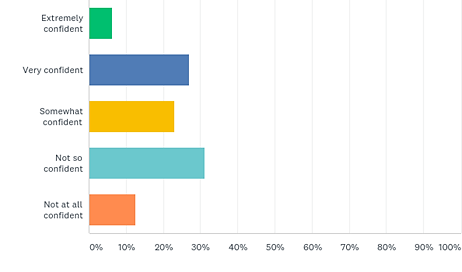 Extremely
confident
Very confident
Somewhat
confident
Not so
confident
Not at all
confident
0% 10% 20% 30% 40% 50% 60% 70% 80% 90% 100%